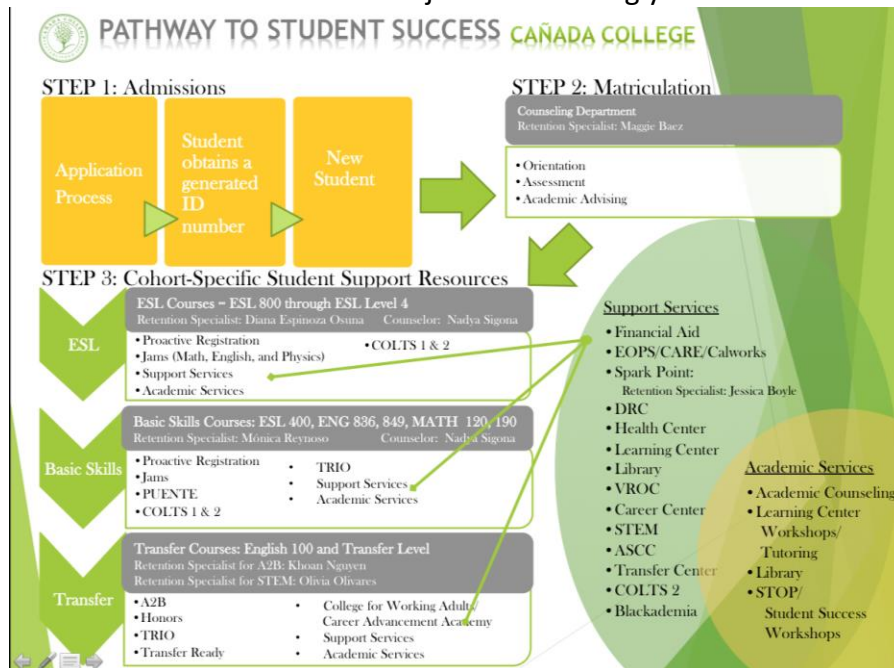 PATHWAY TO STUDENT SUCCESS CAÑADA COLLEGE
STEP 1: Admissions
Application
Process
Student
obtains a
generated
ID
number
New
Student
STEP 2: Matriculation
Counseling Department
Retention Specialist: Maggie Baez
• Orientation
• Assessment
• Academic Advising
STEP 3: Cohort-Specific Student Support Resources
ESL
ESL Courses – ESL 800 through ESL Level 4
Retention Specialist: Diana Espinoza Osuna Counselor: Nadya Sigona
• Proactive Registration
• Jams (Math, English, and Physics)
• Support Services
• Academic Services
• COLTS 1 & 2
Basic Skills
Basic Skills Courses: ESL 400, ENG 836, 849, MATH 120, 190
Retention Specialist: Mónica Reynoso Counselor: Nadya Sigona
• Proactive Registration
• Jams
• PUENTE
• COLTS 1 & 2
• TRIO
• Support Services
• Academic Services
Transfer
Transfer Courses: English 100 and Transfer Level
Retention Specialist for A2B: Khoan Nguyen
Retention Specialist for STEM: Olivia Olivares
• A2B
• Honors
• TRIO
• Transfer Ready
• College for Working Adults/
Career Advancement Academy
• Support Services
• Academic Services
Support Services
• Financial Aid
• EOPS/CARE/Calworks
• Spark Point:
Retention Specialist: Jessica Boyle
• DRC
• Health Center
• Learning Center
• Library
• VROC
• Career Center
• STEM
• ASCC
• Transfer Center
• COLTS 2
• Blackademia
Academic Services
• Academic Counseling
• Learning Center
Workshops/
Tutoring
• Library
• STOP/
Student Success
Workshops